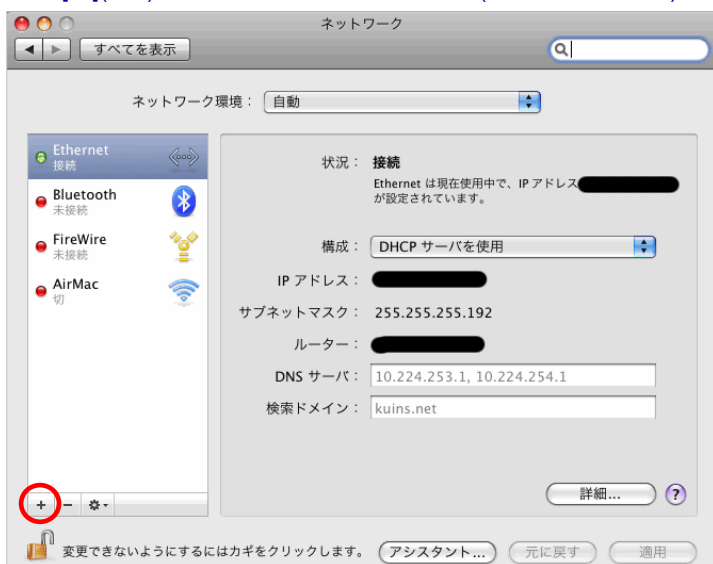 ネットワーク
すべてを表示
ネットワーク環境： 自動
Ethernet
接続
Bluetooth
未接続
FireWire
未接続
AirMac
切
状況： 接続
Ethernet は現在使用中で、IP アドレス
が設定されています。
構成： DHCP サーバを使用
IP アドレス：
サブネットマスク： 255.255.255.192
ルーター：
DNS サーバ： 10.224.253.1, 10.224.254.1
検索ドメイン： kuins.net
詳細... ?
+ −
変更できないようにするにはカギをクリックします。 アシスタント... 元に戻す 適用